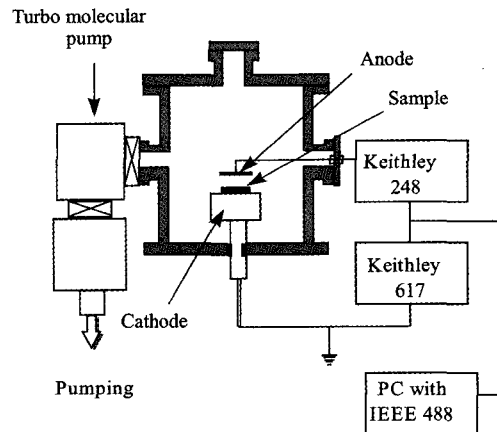 Turbo molecular
pump
Anode
Sample
Keithley
248
Keithley
617
Cathode
Pumping
PC with
IEEE 488